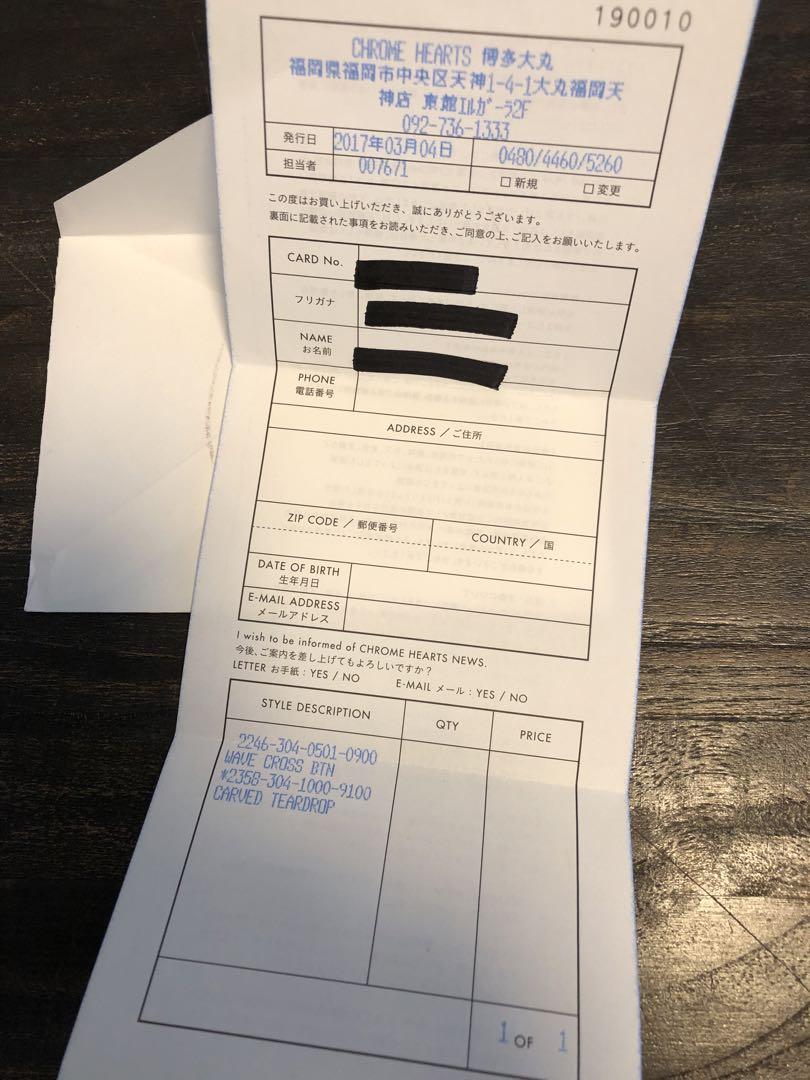 190010
CHROME HEARTS 博多大丸
福岡県福岡市中央区天神1-4-1大丸福岡天
神店 東館ｴﾙｶﾞｰﾗ2F
092-736-1333
発行日 2017年03月04日 0480/4460/5260
担当者 007671 □ 新規 □ 変更
この度はお買い上げいただき、誠にありがとうございます。
裏面に記載された事項をお読みいただき、ご同意の上、ご記入をお願いいたします。
CARD No.
フリガナ
NAME
お名前
PHONE
電話番号
ADDRESS / ご住所
ZIP CODE / 郵便番号 COUNTRY / 国
DATE OF BIRTH
生年月日
E-MAIL ADDRESS
メールアドレス
I wish to be informed of CHROME HEARTS NEWS.
今後、ご案内を差し上げてもよろしいですか？
LETTER お手紙 : YES / NO E-MAIL メール : YES / NO
STYLE DESCRIPTION QTY PRICE
2246-304-0501-0900
WAVE CROSS BTN
*2358-304-1000-9100
CARVED TEARDROP
1 OF 1